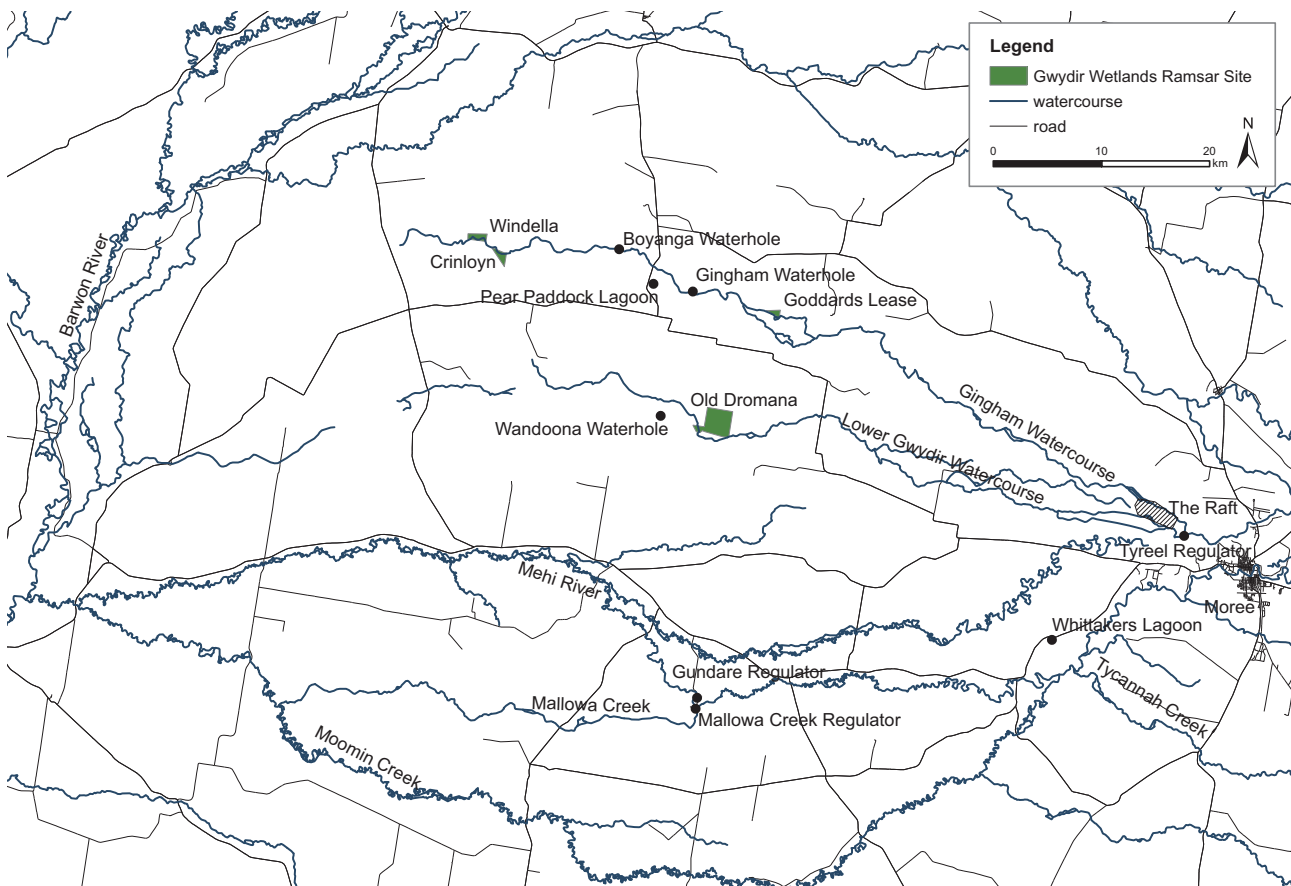 Legend
Gwydir Wetlands Ramsar Site
watercourse
road
N
0 10 20
km
Windella
Boyanga Waterhole
Crinloyn
Gingham Waterhole
Pear Paddock Lagoon
Goddards Lease
Barwon River
Old Dromana
Wandoona Waterhole
Gingham Watercourse
Lower Gwydir Watercourse
The Raft
Tyreel Regulator
Mehi River
Moree
Whittakers Lagoon
Gundare Regulator
Tycannah Creek
Mallowa Creek
Mallowa Creek Regulator
Moomin Creek